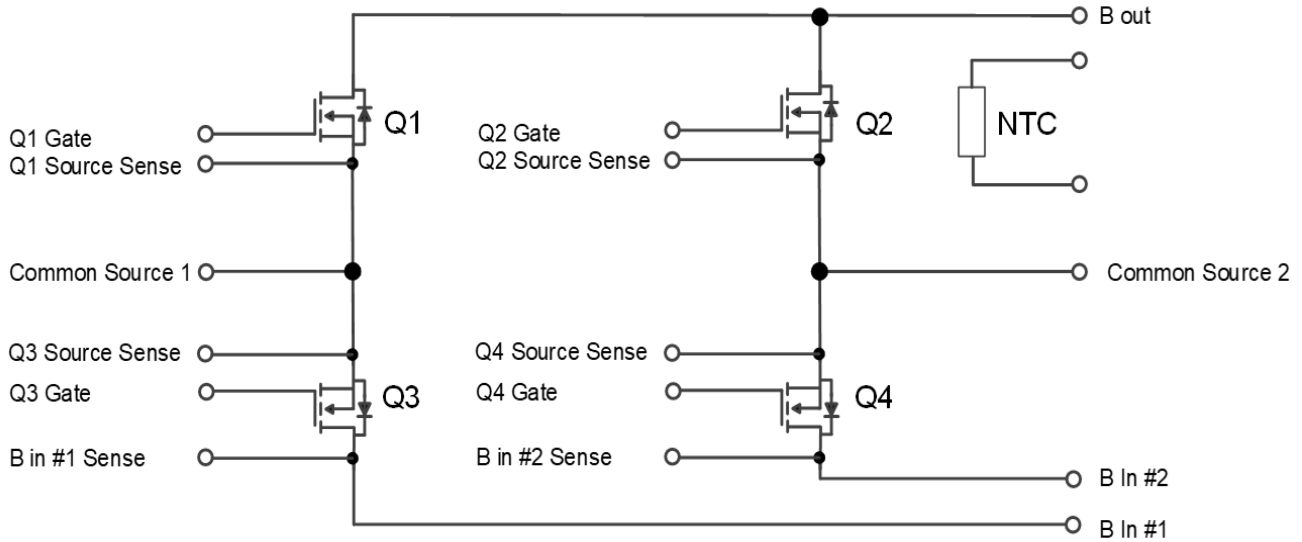 B out
NTC
Q1
Q2
Q1 Gate
Q1 Source Sense
Q2 Gate
Q2 Source Sense
Common Source 1
Common Source 2
Q3 Source Sense
Q3 Gate
Q3
Q4 Source Sense
Q4 Gate
Q4
B in #1 Sense
B in #2 Sense
B In #2
B In #1